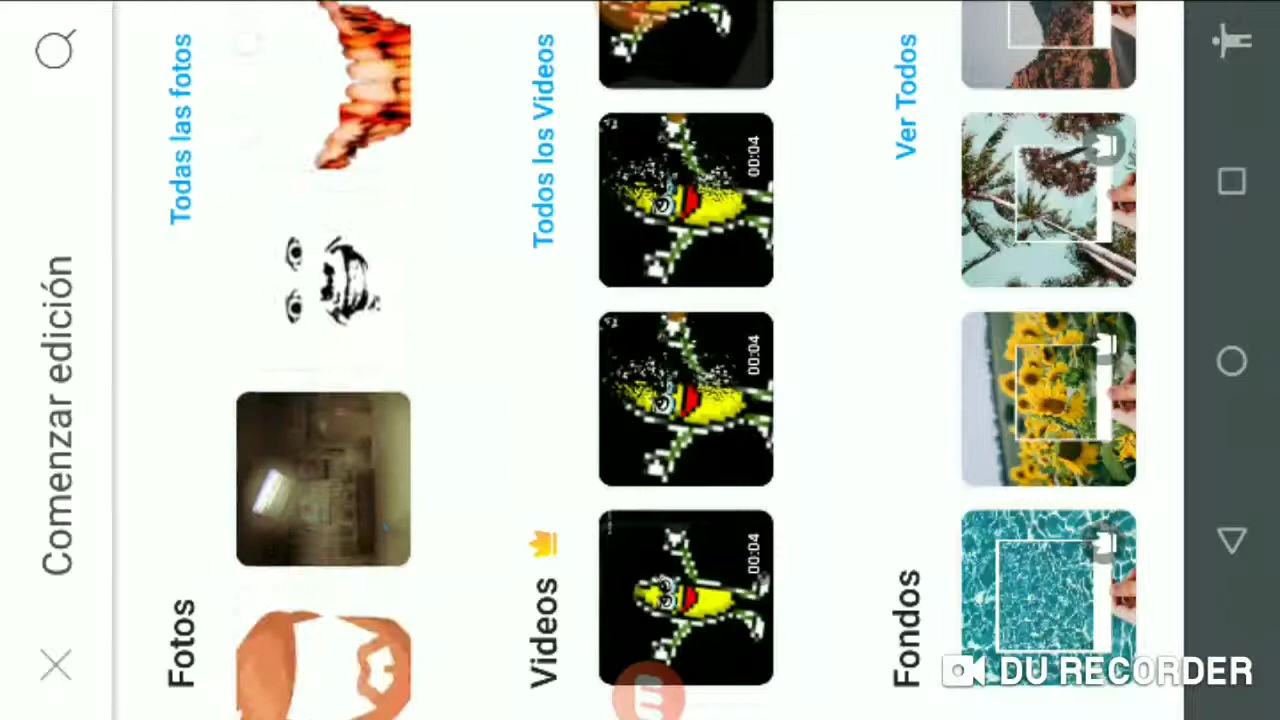 Comenzar edición
Fotos
Todas las fotos
Videos
Todos los Videos
00:04
00:04
00:04
Fondos
Ver Todos
DU RECORDER